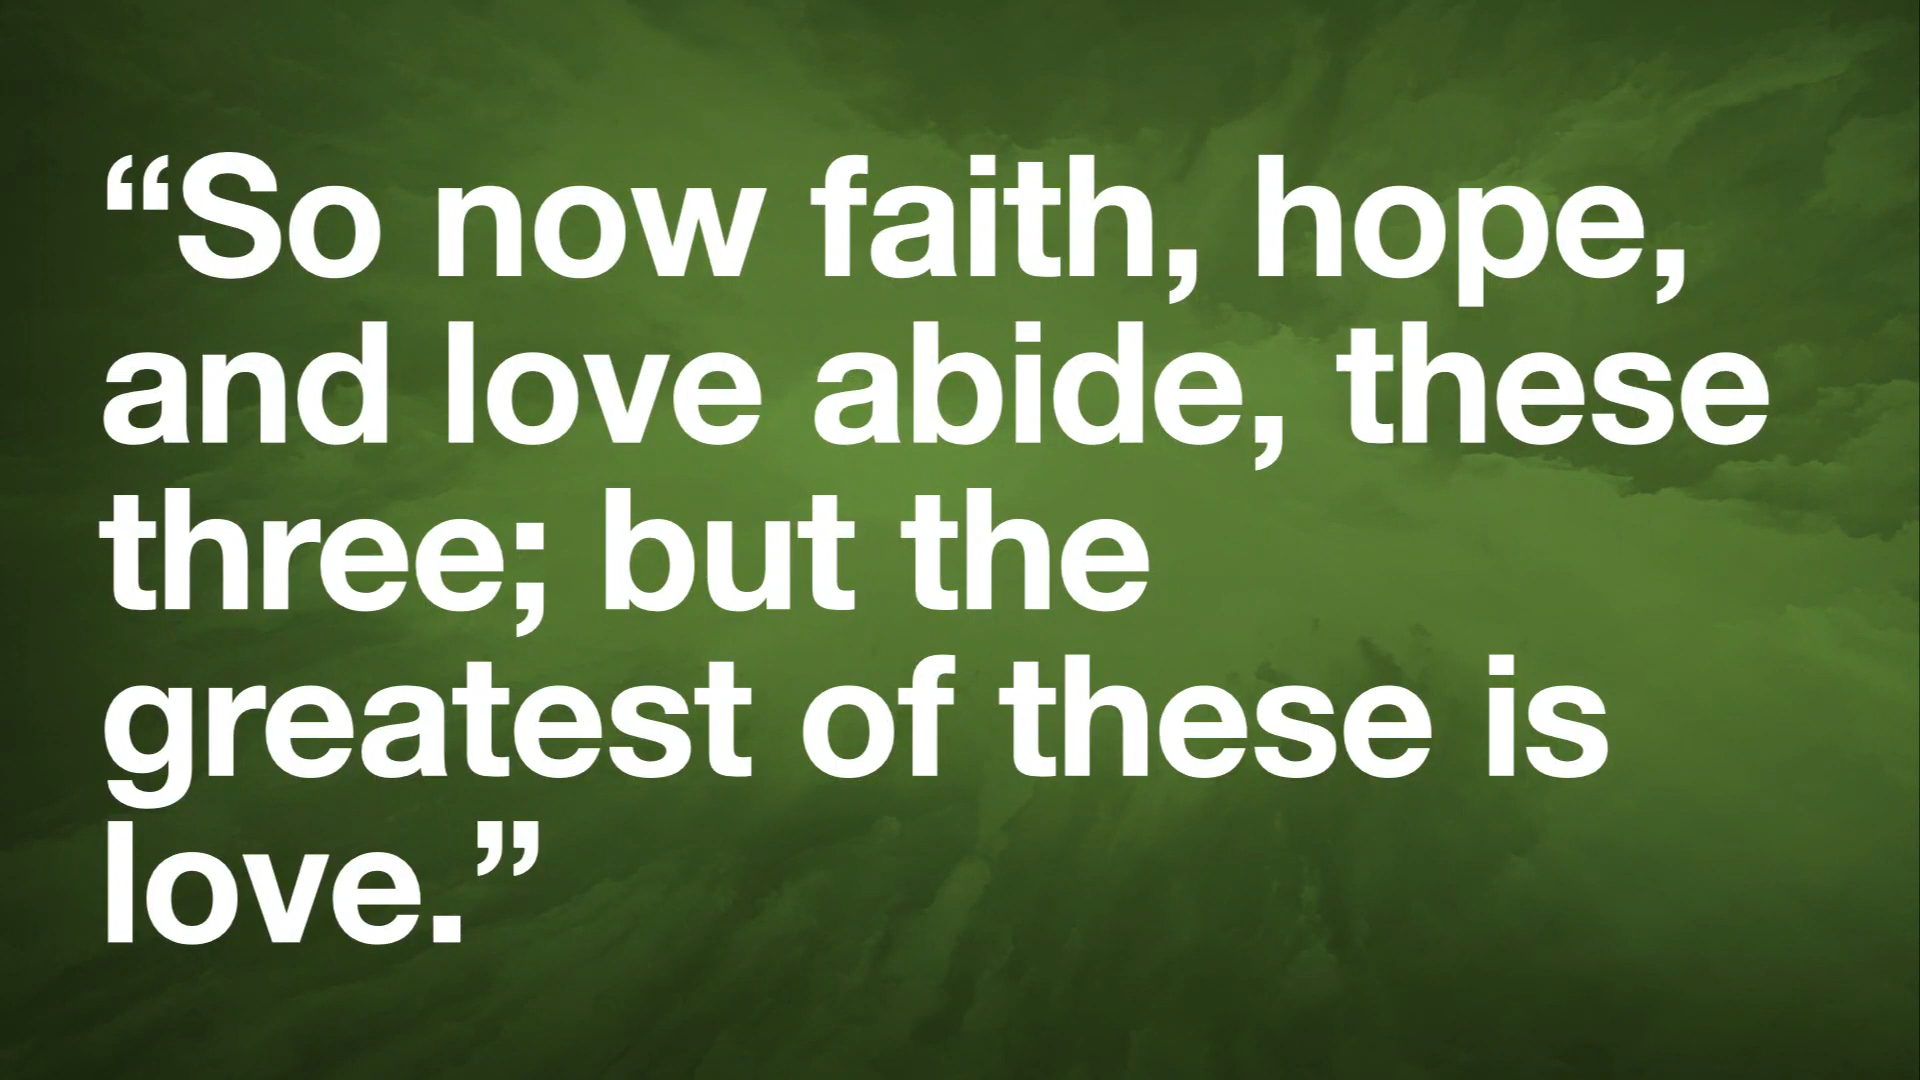 “So now faith, hope,
and love abide, these
three; but the
greatest of these is
love.”